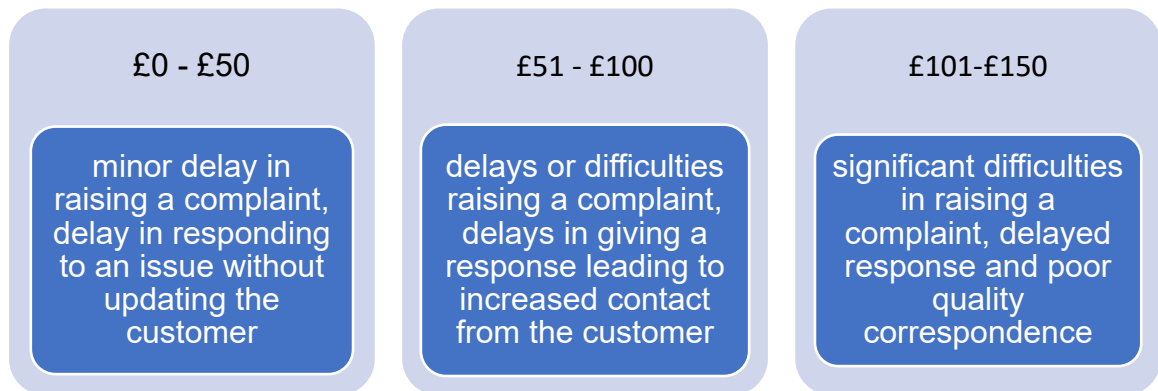 £0 - £50
minor delay in
raising a complaint,
delay in responding
to an issue without
updating the
customer
£51 - £100
delays or difficulties
raising a complaint,
delays in giving a
response leading to
increased contact
from the customer
£101-£150
significant difficulties
in raising a
complaint, delayed
response and poor
quality
correspondence